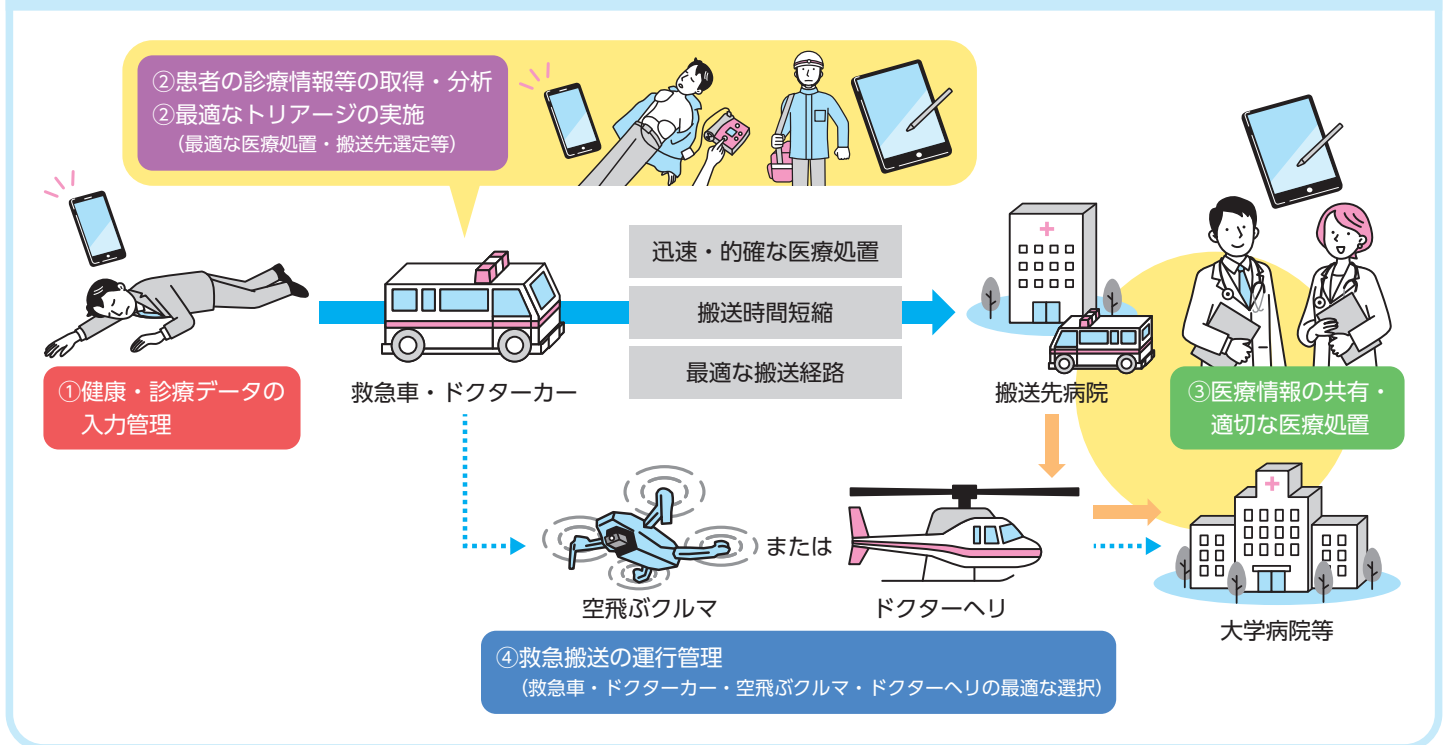 ②患者の診療情報等の取得・分析
②最適なトリアージの実施
（最適な医療処置・搬送先選定等）
迅速・的確な医療処置
搬送時間短縮
最適な搬送経路
①健康・診療データの
入力管理
救急車・ドクターカー
搬送先病院
③医療情報の共有・
適切な医療処置
または
空飛ぶクルマ
ドクターヘリ
大学病院等
④救急搬送の運行管理
（救急車・ドクターカー・空飛ぶクルマ・ドクターヘリの最適な選択）